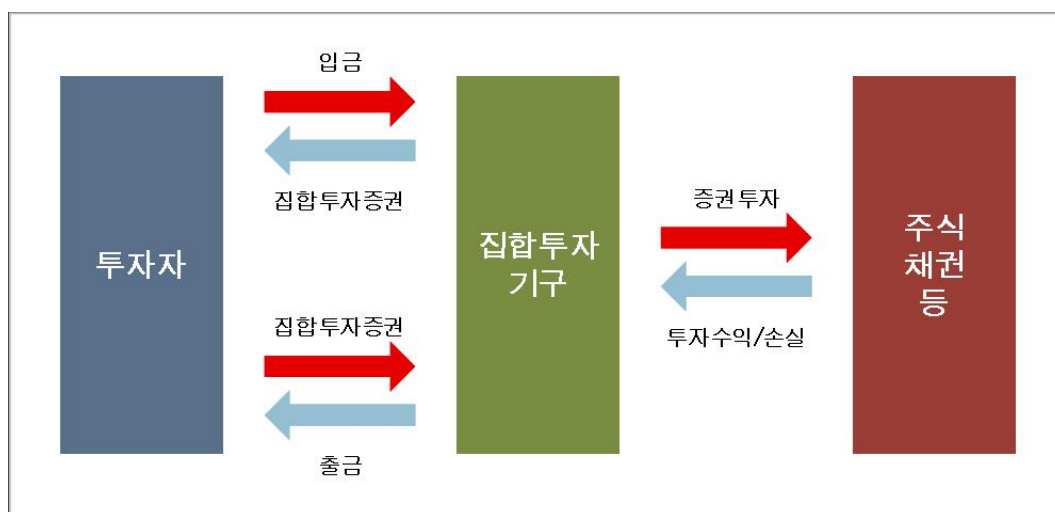 입금
집합투자증권
투자자
집합투자증권
출금
집합투자
기구
증권 투자
투자수익/손실
주식
채권
등